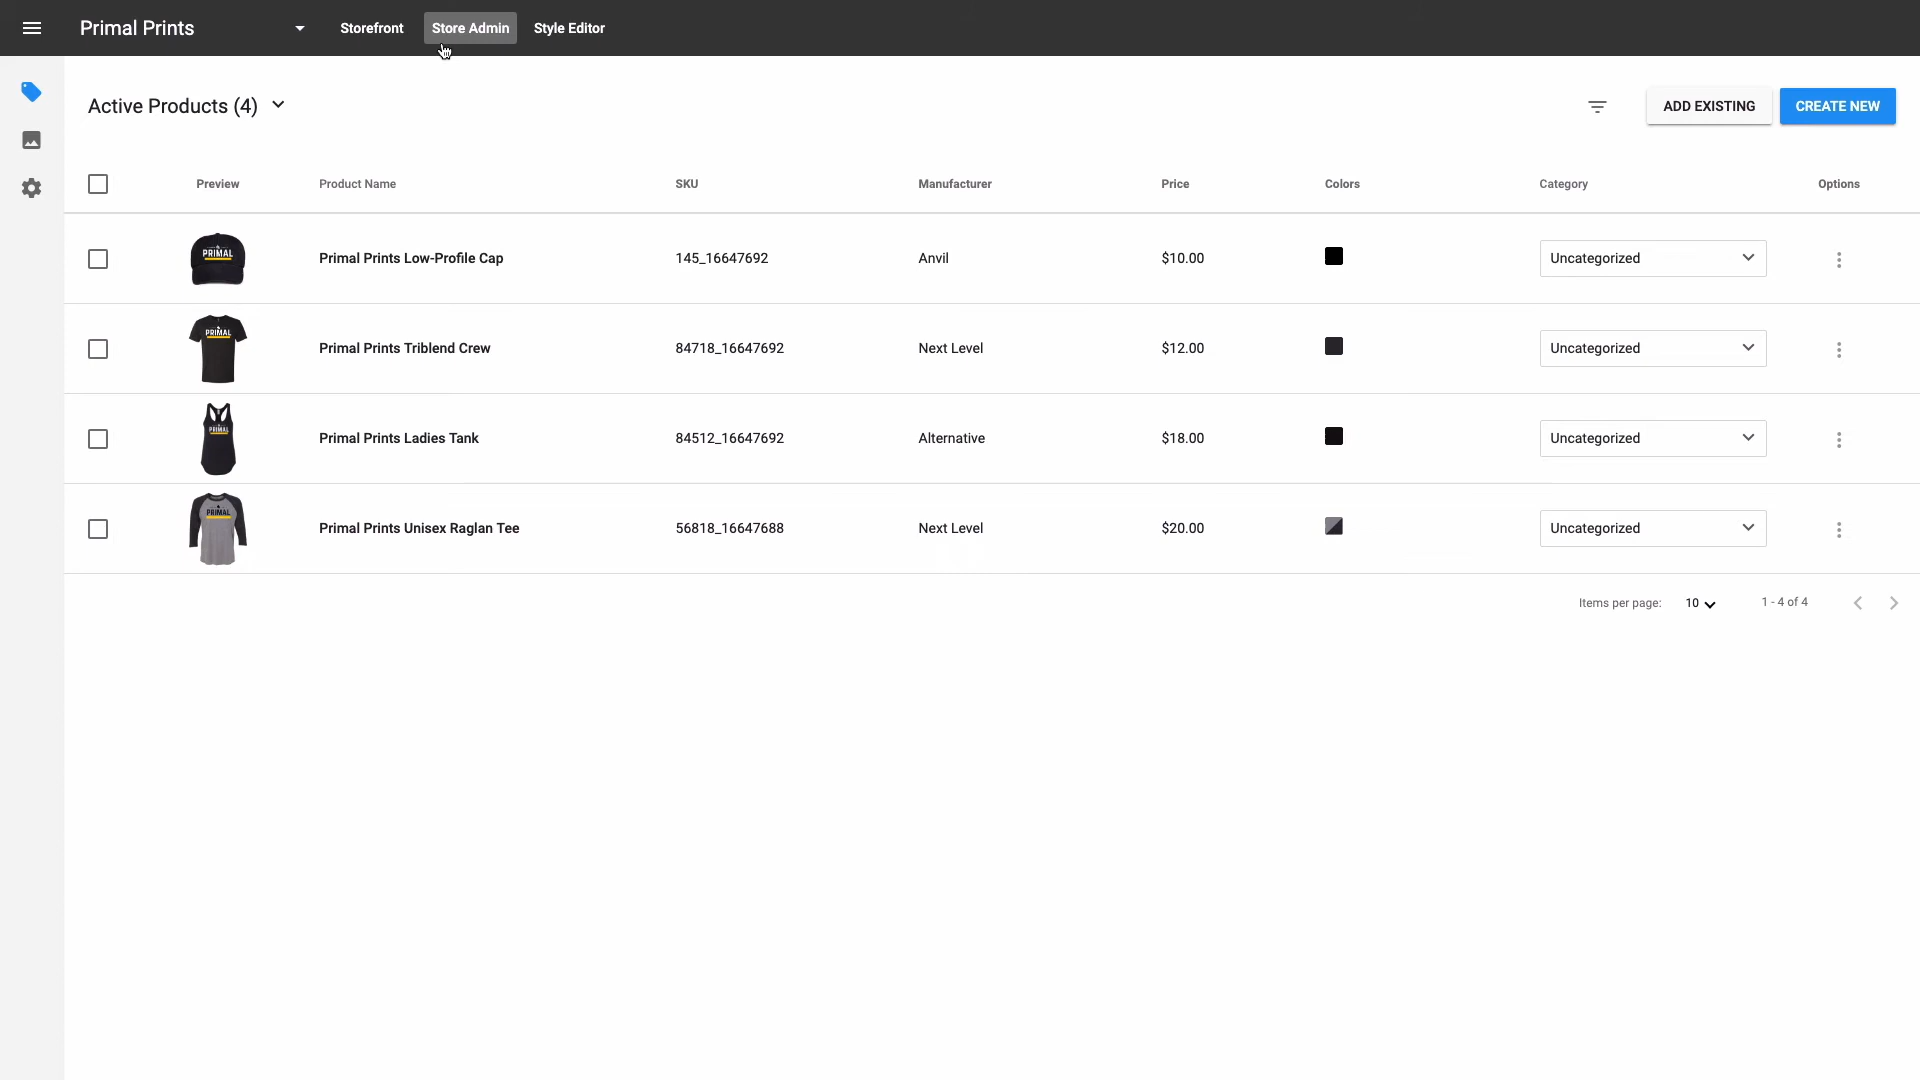 Primal Prints Storefront Store Admin Style Editor
Active Products (4) ADD EXISTING CREATE NEW
Preview Product Name SKU Manufacturer Price Colors Category Options
PRIMAL
Primal Prints Low-Profile Cap 145_16647692 Anvil $10.00 Uncategorized
PRIMAL
Primal Prints Triblend Crew 84718_16647692 Next Level $12.00 Uncategorized
PRIMAL
Primal Prints Ladies Tank 84512_16647692 Alternative $18.00 Uncategorized
PRIMAL
Primal Prints Unisex Raglan Tee 56818_16647688 Next Level $20.00 Uncategorized
Items per page: 10 1 - 4 of 4